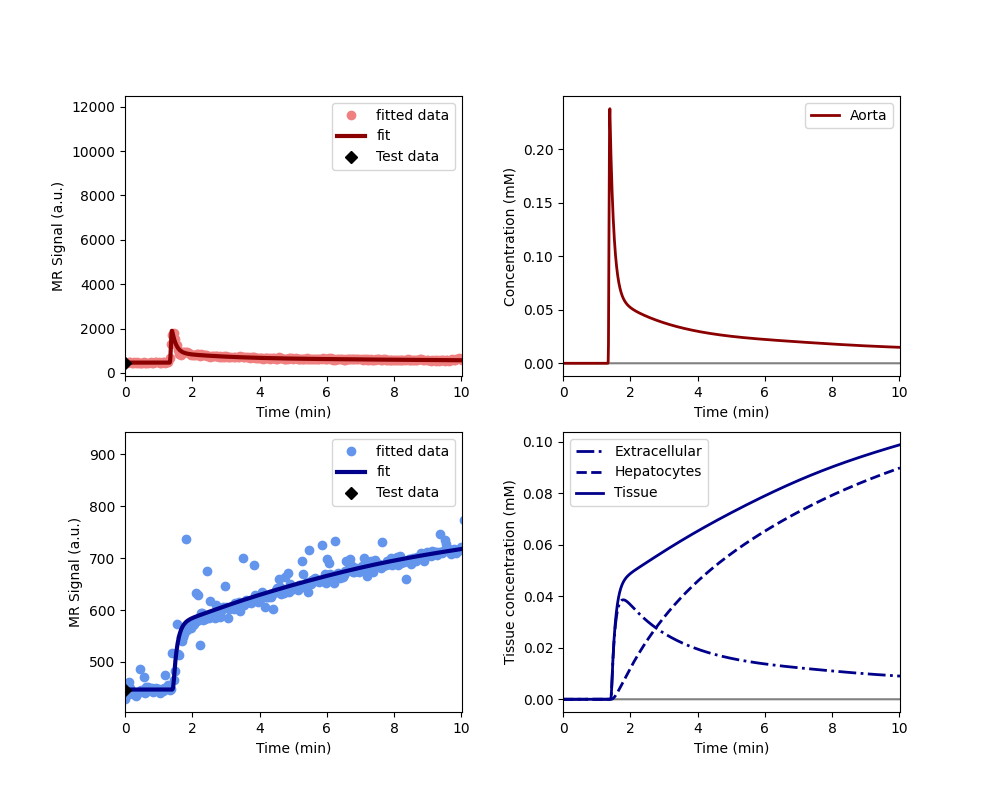 12000
10000
8000
6000
4000
2000
0
MR Signal (a.u.)
fitted data
fit
Test data
0 2 4 6 8 10
Time (min)
0.20
0.15
0.10
0.05
0.00
Concentration (mM)
Aorta
0 2 4 6 8 10
Time (min)
900
800
700
600
500
MR Signal (a.u.)
fitted data
fit
Test data
0 2 4 6 8 10
Time (min)
0.10
0.08
0.06
0.04
0.02
0.00
Tissue concentration (mM)
Extracellular
Hepatocytes
Tissue
0 2 4 6 8 10
Time (min)